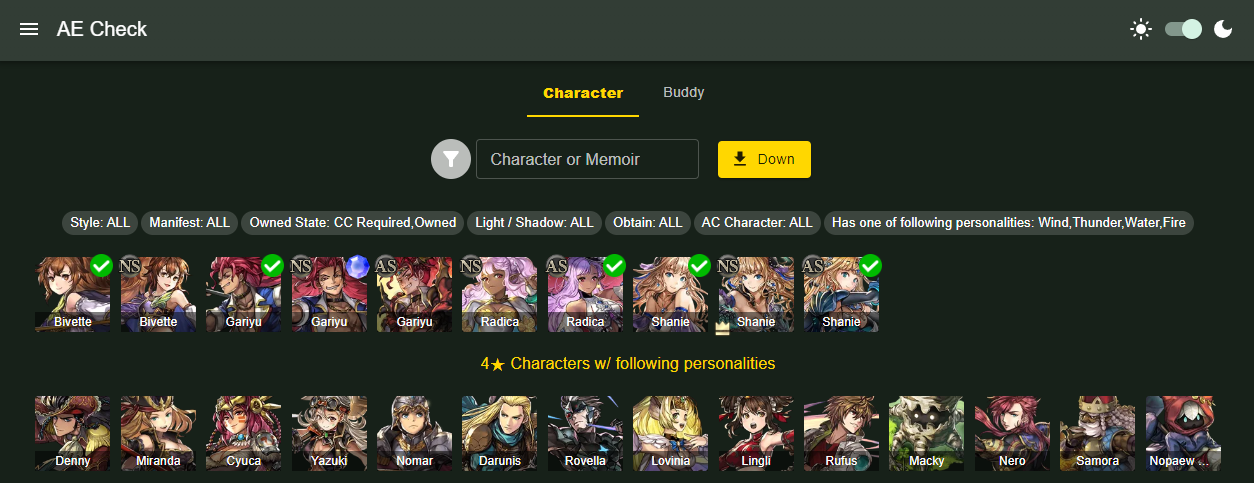 AE Check
Character Buddy
Character or Memoir Down
Style: ALL Manifest: ALL Owned State: CC Required,Owned Light / Shadow: ALL Obtain: ALL AC Character: ALL Has one of following personalities: Wind,Thunder,Water,Fire
NS NS AS NS AS NS AS
Bivette Bivette Gariyu Gariyu Gariyu Radica Radica Shanie Shanie Shanie
4★ Characters w/ following personalities
Denny Miranda Cyuca Yazuki Nomar Darunis Rovella Lovinia Lingli Rufus Macky Nero Samora Nopaew ...